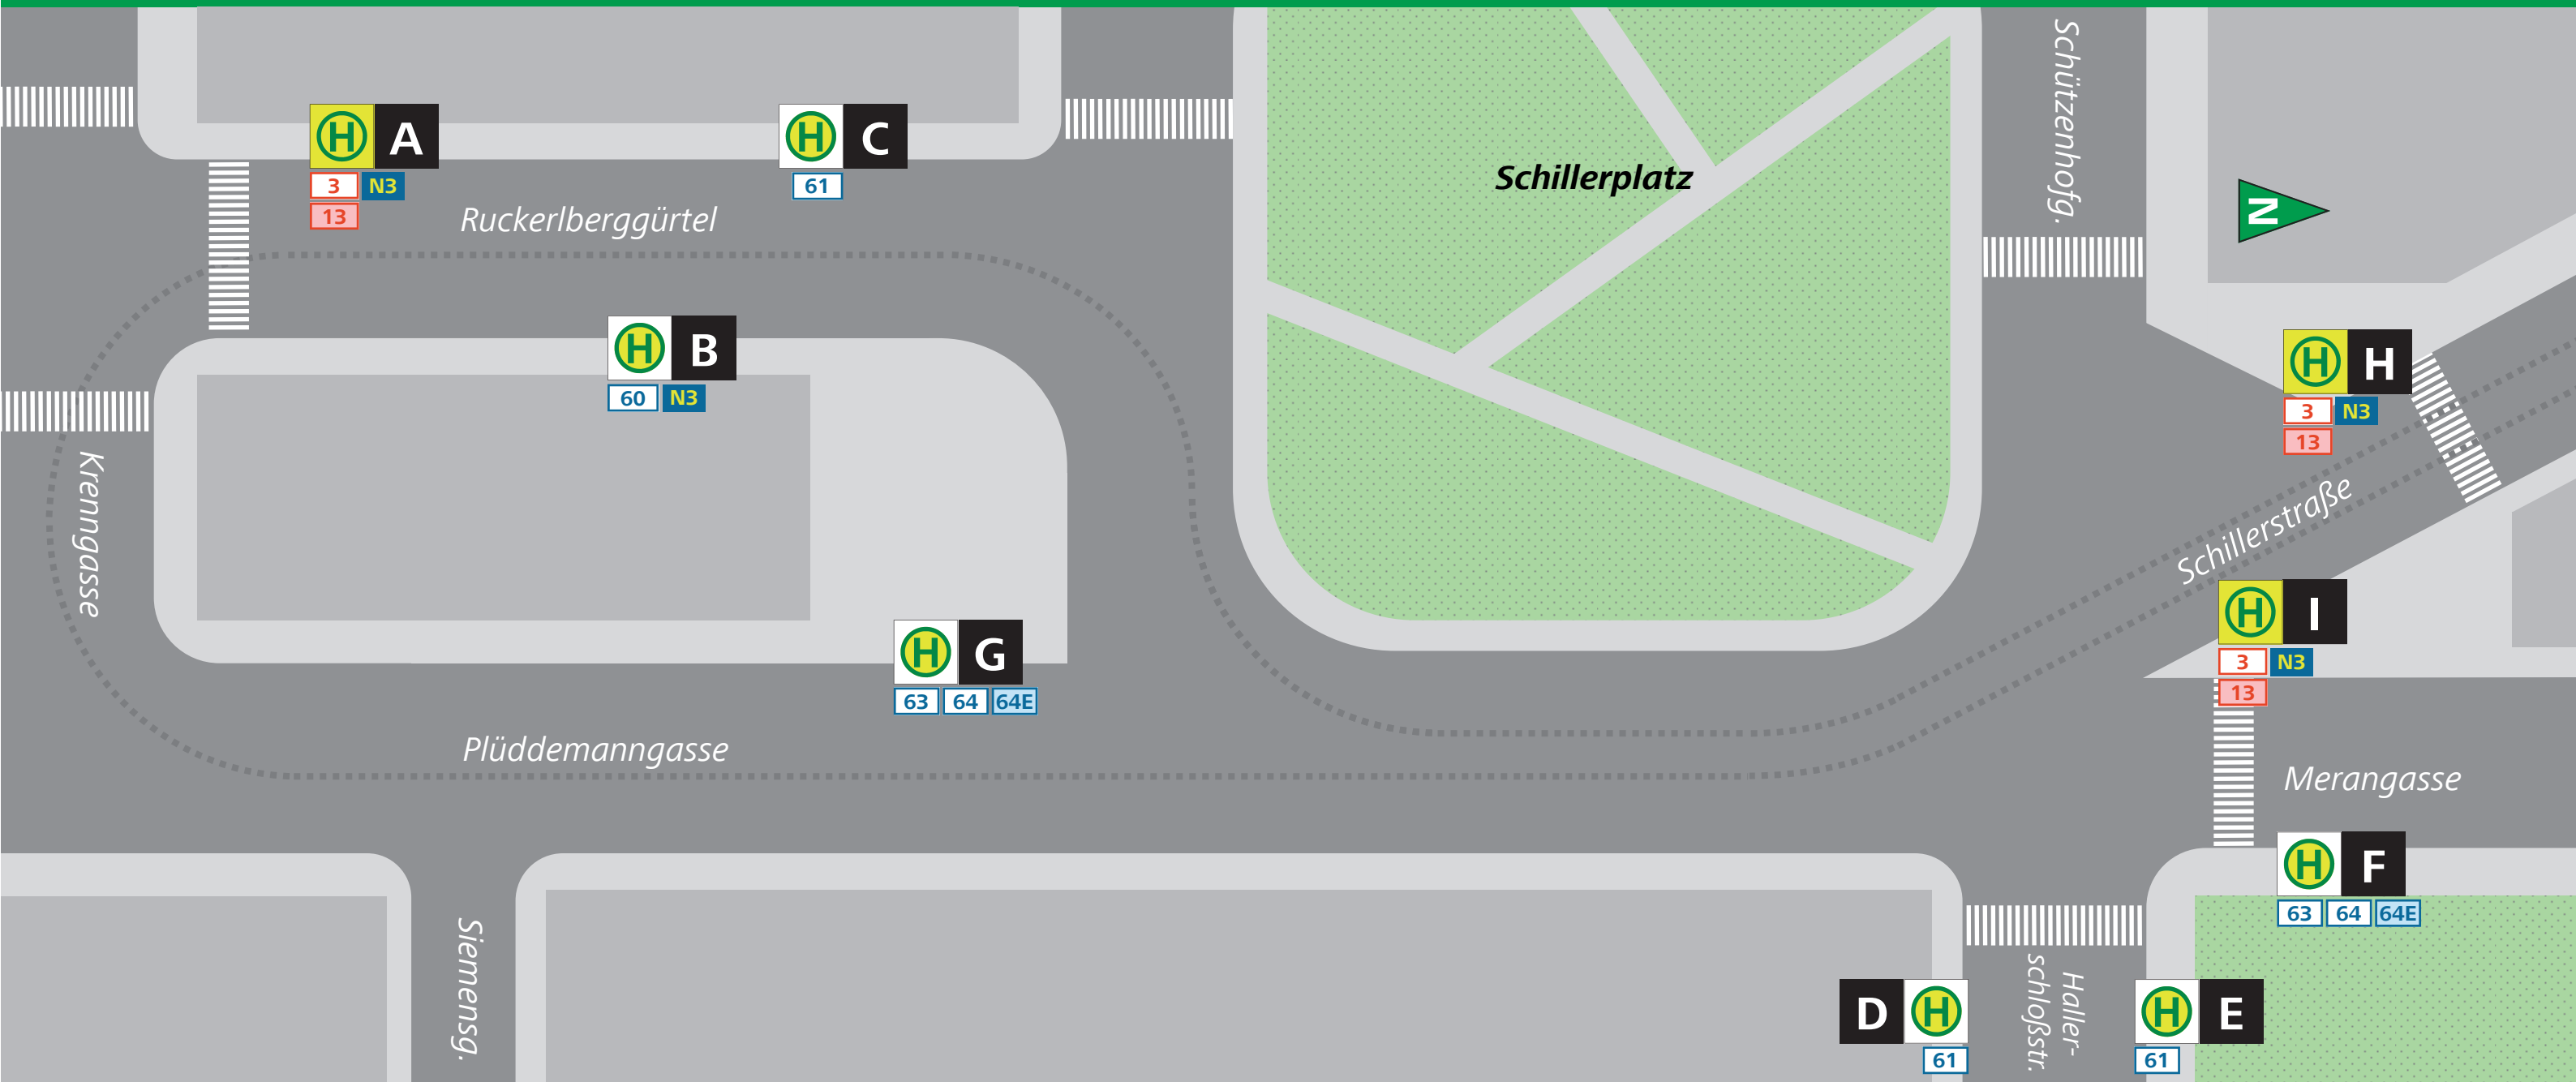 Schützenhofg.
H A
3 N3
13
H C
61
Ruckerlberggürtel
Schillerplatz
N
H B
60 N3
H H
3 N3
13
Krenngasse
Schillerstraße
H I
3 N3
13
H G
63 64 64E
Plüddemanngasse
Merangasse
H F
63 64 64E
Siemensg.
D H
61
Haller-
schloßstr.
H E
61